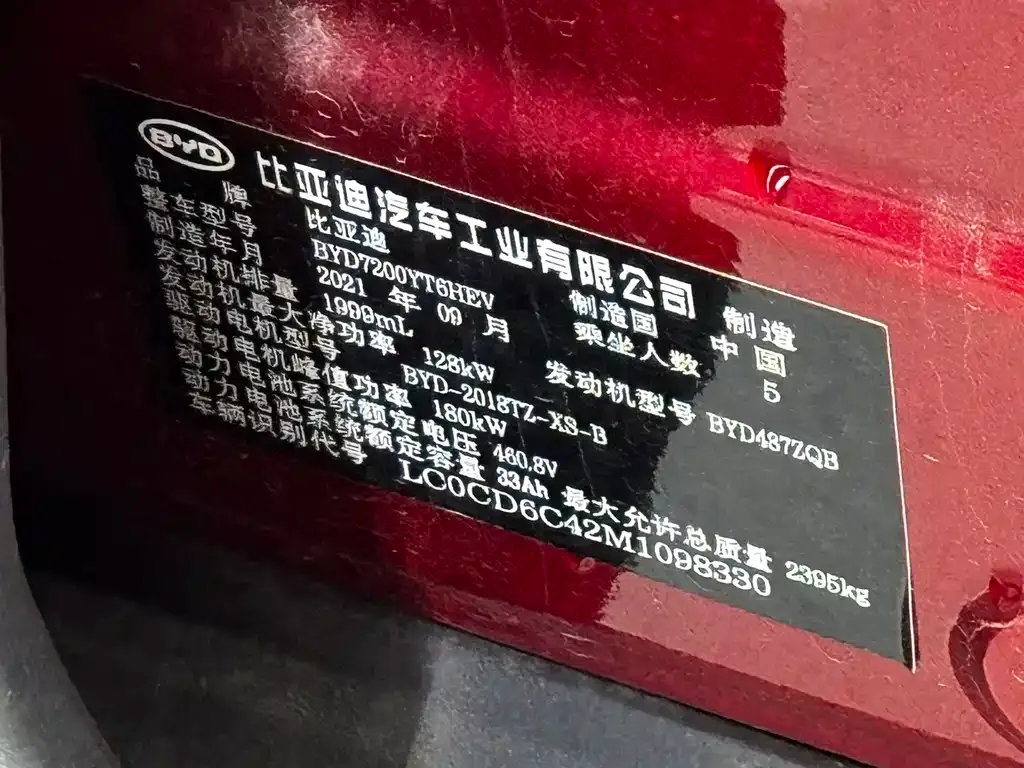 BYD 比亚迪汽车工业有限公司 制造
品牌 比亚迪 制造国 中国
整车型号 BYD7200YT6HEV 乘坐人数 5
制造年月 2021 年 09 月
发动机排量 1999mL 发动机型号 BYD487ZQB
发动机最大净功率 128kW
驱动电机型号 BYD-2018TZ-XS-B
驱动电机峰值功率 180kW
动力电池系统额定电压 460.8V
动力电池系统额定容量 33Ah 最大允许总质量 2395kg
车辆识别代号 LC0CD6C42M1098330